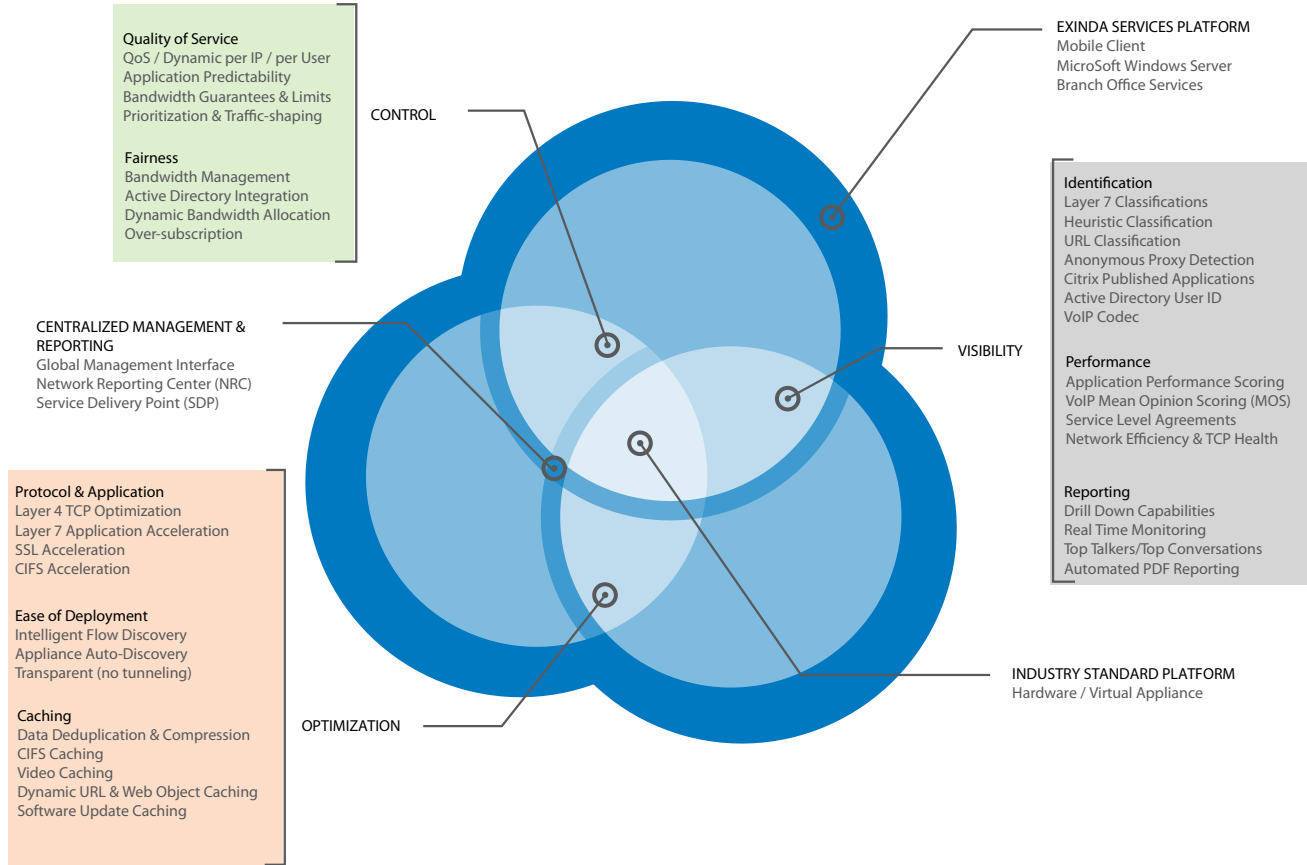 Quality of Service
QoS / Dynamic per IP / per User
Application Predictability
Bandwidth Guarantees & Limits
Prioritization & Traffic-shaping
Fairness
Bandwidth Management
Active Directory Integration
Dynamic Bandwidth Allocation
Over-subscription
CONTROL
EXINDA SERVICES PLATFORM
Mobile Client
MicroSoft Windows Server
Branch Office Services
CENTRALIZED MANAGEMENT &
REPORTING
Global Management Interface
Network Reporting Center (NRC)
Service Delivery Point (SDP)
VISIBILITY
Identification
Layer 7 Classifications
Heuristic Classification
URL Classification
Anonymous Proxy Detection
Citrix Published Applications
Active Directory User ID
VoIP Codec
Performance
Application Performance Scoring
VoIP Mean Opinion Scoring (MOS)
Service Level Agreements
Network Efficiency & TCP Health
Reporting
Drill Down Capabilities
Real Time Monitoring
Top Talkers/Top Conversations
Automated PDF Reporting
Protocol & Application
Layer 4 TCP Optimization
Layer 7 Application Acceleration
SSL Acceleration
CIFS Acceleration
Ease of Deployment
Intelligent Flow Discovery
Appliance Auto-Discovery
Transparent (no tunneling)
Caching
Data Deduplication & Compression
CIFS Caching
Video Caching
Dynamic URL & Web Object Caching
Software Update Caching
OPTIMIZATION
INDUSTRY STANDARD PLATFORM
Hardware / Virtual Appliance